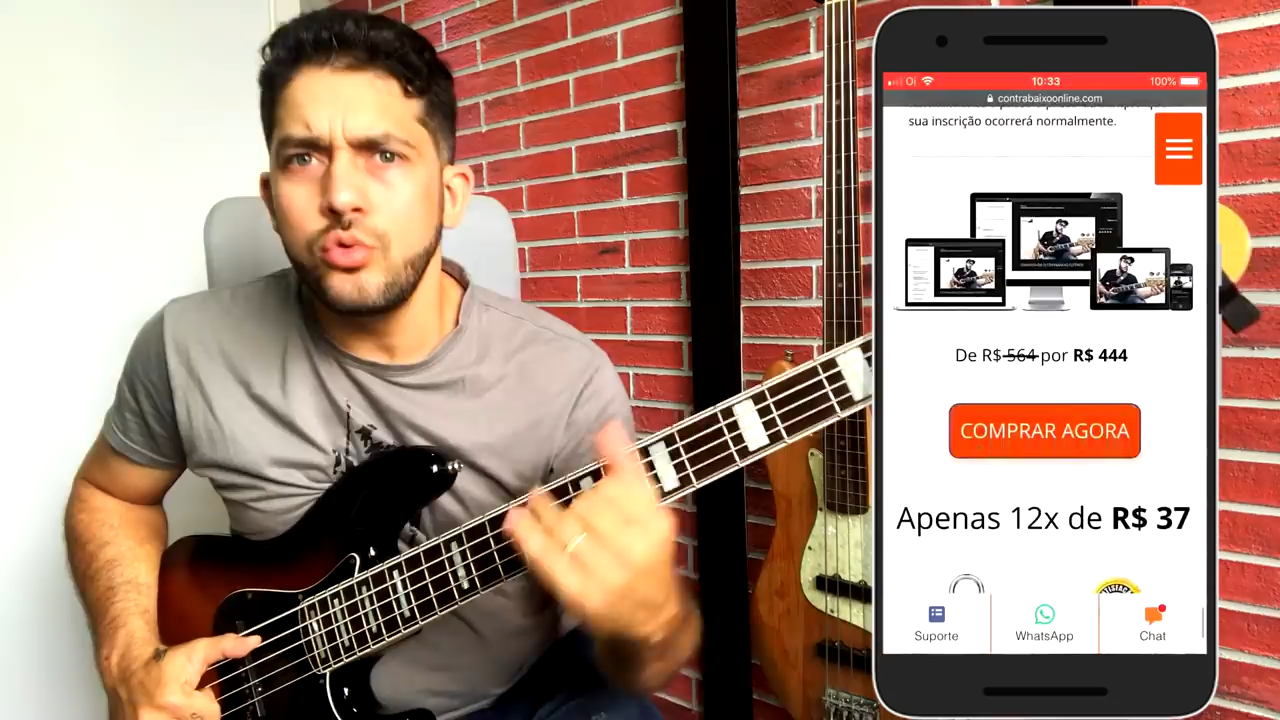 Oi
10:33
100%
contrabaixoonline.com
sua inscrição ocorrerá normalmente.
De R$ 564 por R$ 444
COMPRAR AGORA
Apenas 12x de R$ 37
Suporte
WhatsApp
Chat